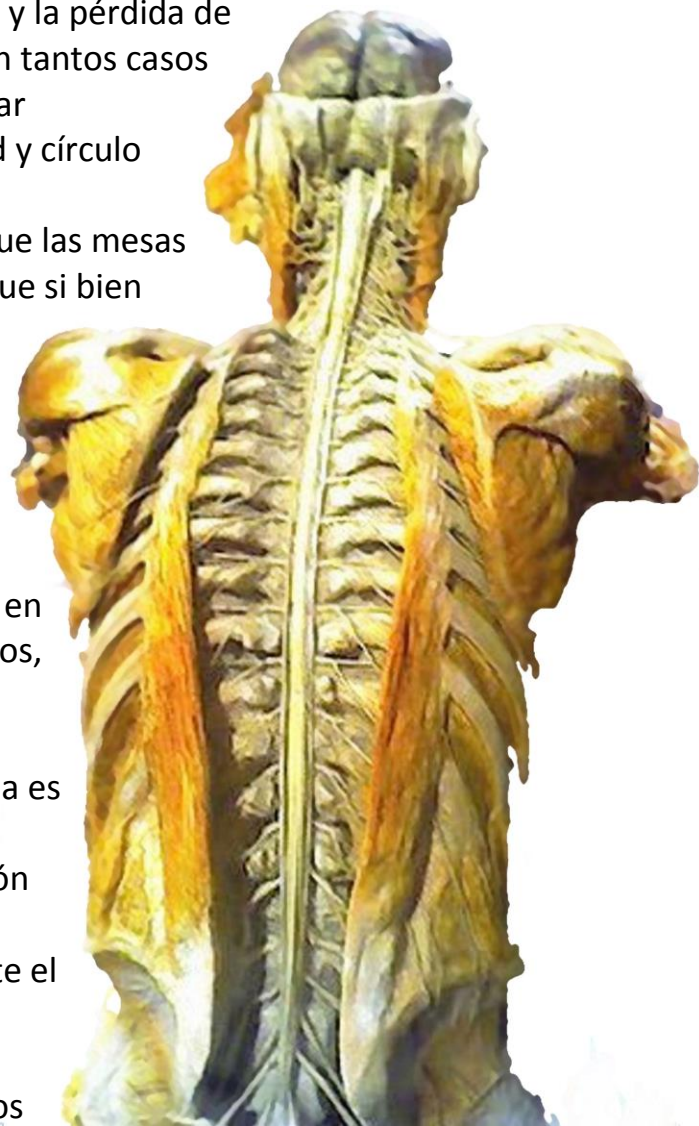 y la pérdida de
tantos casos
ar
y círculo
ue las mesas
ue si bien
en
os,
a es
ón
te el
os